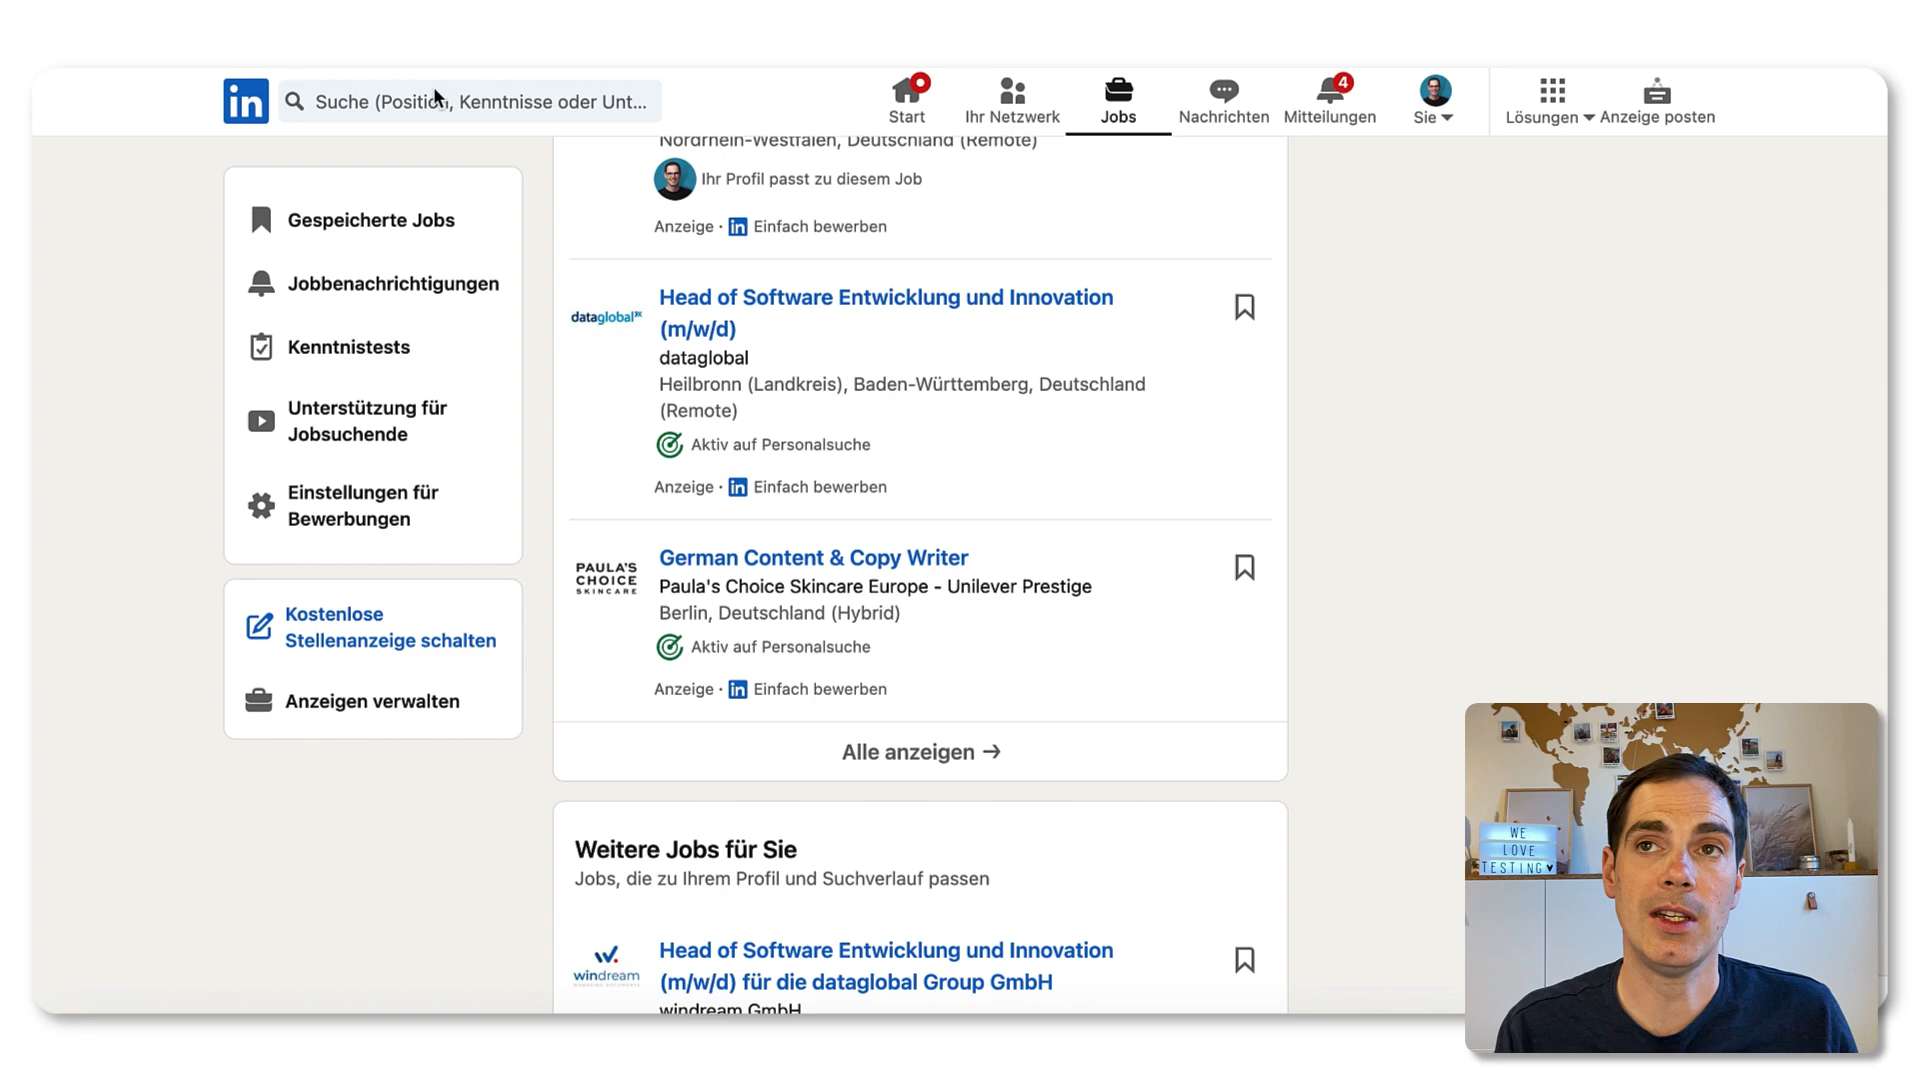 in
Suche (Position, Kenntnisse oder Unt...
Start
Ihr Netzwerk
Jobs
Nachrichten
4
Mitteilungen
Sie
Lösungen
Anzeige posten
Gespeicherte Jobs
Jobbenachrichtigungen
Kenntnistests
Unterstützung für
Jobsuchende
Einstellungen für
Bewerbungen
Kostenlose
Stellenanzeige schalten
Anzeigen verwalten
Nordrhein-Westfalen, Deutschland (Remote)
Ihr Profil passt zu diesem Job
Anzeige · in Einfach bewerben
dataglobal
Head of Software Entwicklung und Innovation
(m/w/d)
dataglobal
Heilbronn (Landkreis), Baden-Württemberg, Deutschland
(Remote)
Aktiv auf Personalsuche
Anzeige · in Einfach bewerben
PAULA'S
CHOICE
SKINCARE
German Content & Copy Writer
Paula's Choice Skincare Europe - Unilever Prestige
Berlin, Deutschland (Hybrid)
Aktiv auf Personalsuche
Anzeige · in Einfach bewerben
Alle anzeigen →
Weitere Jobs für Sie
Jobs, die zu Ihrem Profil und Suchverlauf passen
w.
windream
Head of Software Entwicklung und Innovation
(m/w/d) für die dataglobal Group GmbH
windream GmbH
WE
LOVE
TESTING♥